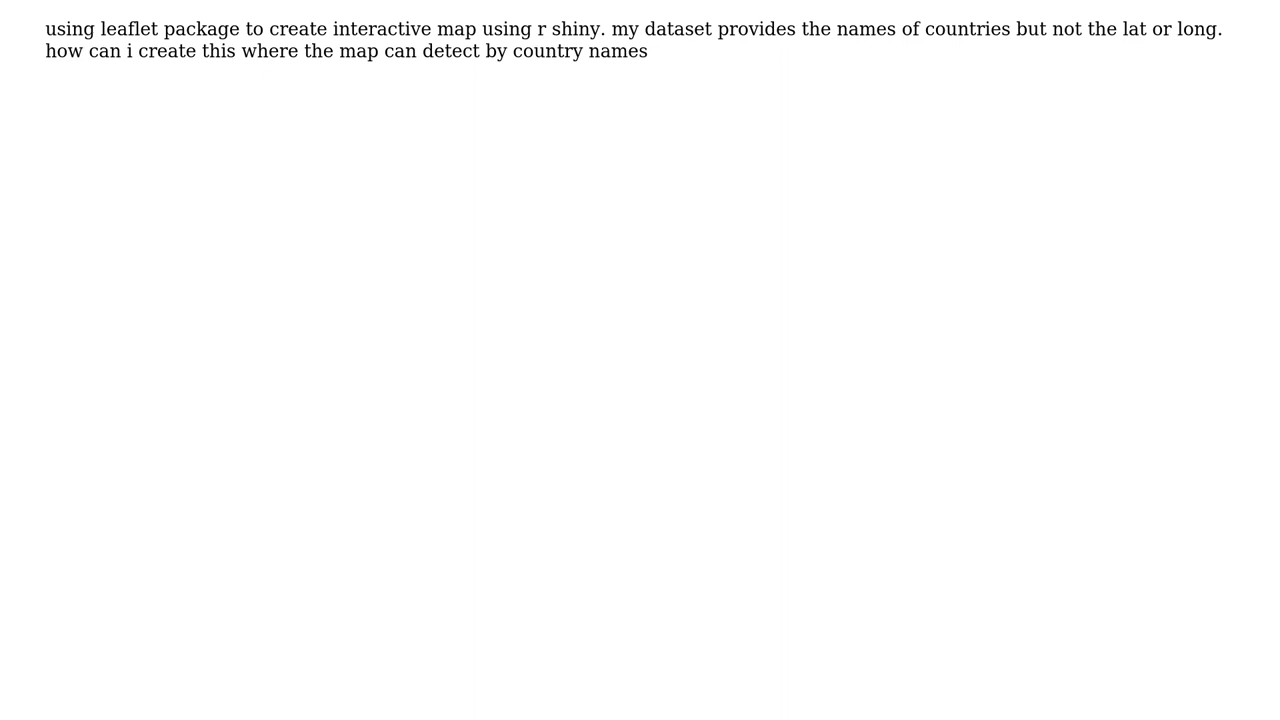 using leaflet package to create interactive map using r shiny. my dataset provides the names of countries but not the lat or long.
how can i create this where the map can detect by country names